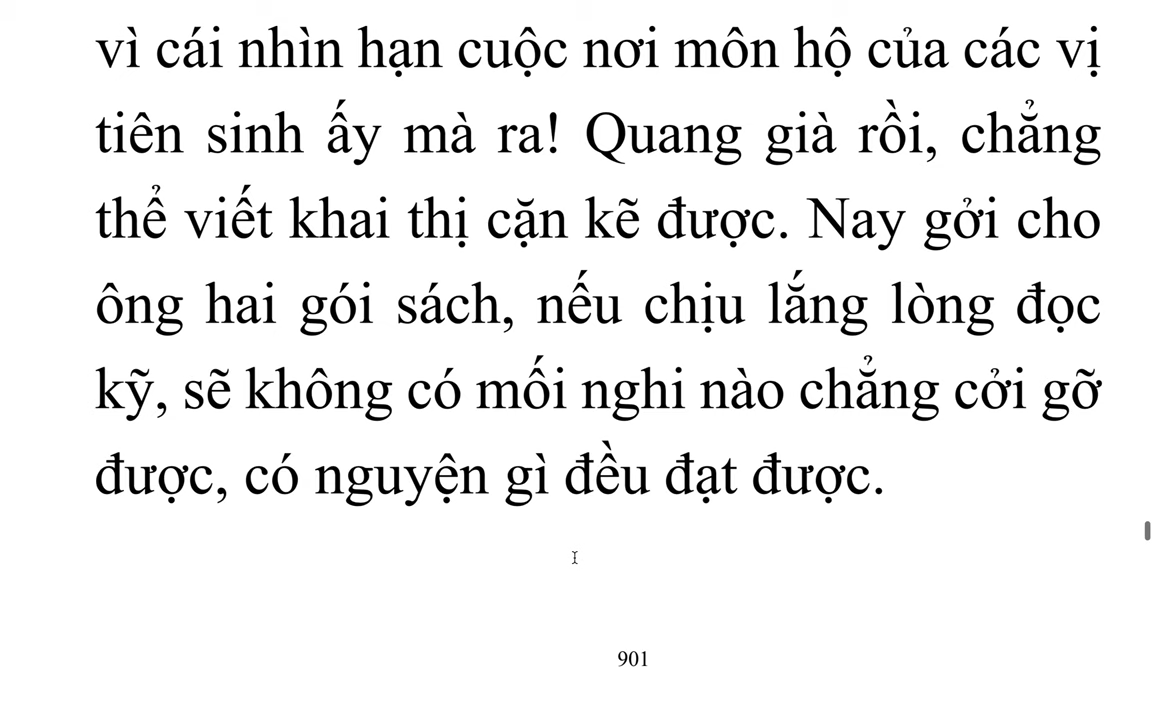 vì cái nhìn hạn cuộc nơi môn hộ của các vị
tiên sinh ấy mà ra! Quang già rồi, chẳng
thể viết khai thị cặn kẽ được. Nay gởi cho
ông hai gói sách, nếu chịu lắng lòng đọc
kỹ, sẽ không có mối nghi nào chẳng cởi gỡ
được, có nguyện gì đều đạt được.
901